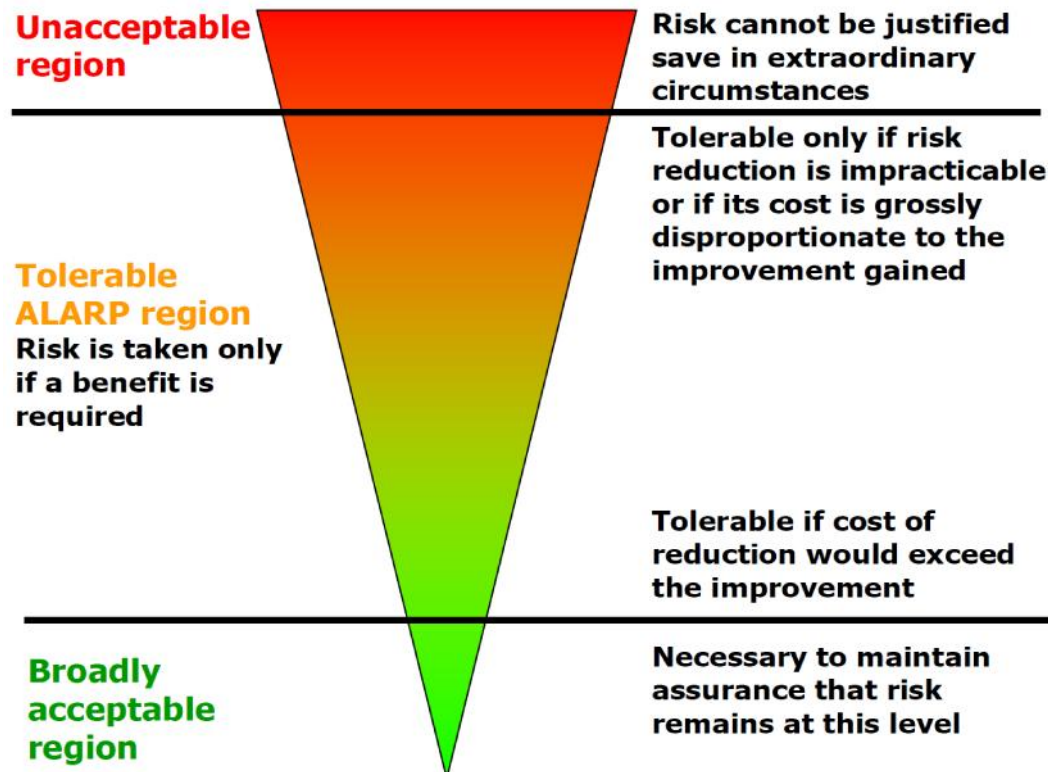 Unacceptable
region
Risk cannot be justified
save in extraordinary
circumstances
Tolerable only if risk
reduction is impracticable
or if its cost is grossly
disproportionate to the
improvement gained
Tolerable
ALARP region
Risk is taken only
if a benefit is
required
Tolerable if cost of
reduction would exceed
the improvement
Broadly
acceptable
region
Necessary to maintain
assurance that risk
remains at this level